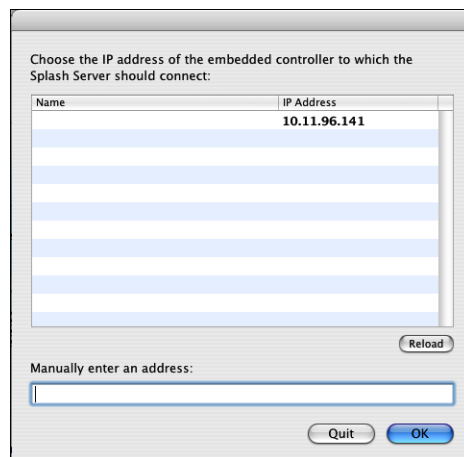 Choose the IP address of the embedded controller to which the
Splash Server should connect:
Name IP Address
10.11.96.141
Reload
Manually enter an address:
Quit OK